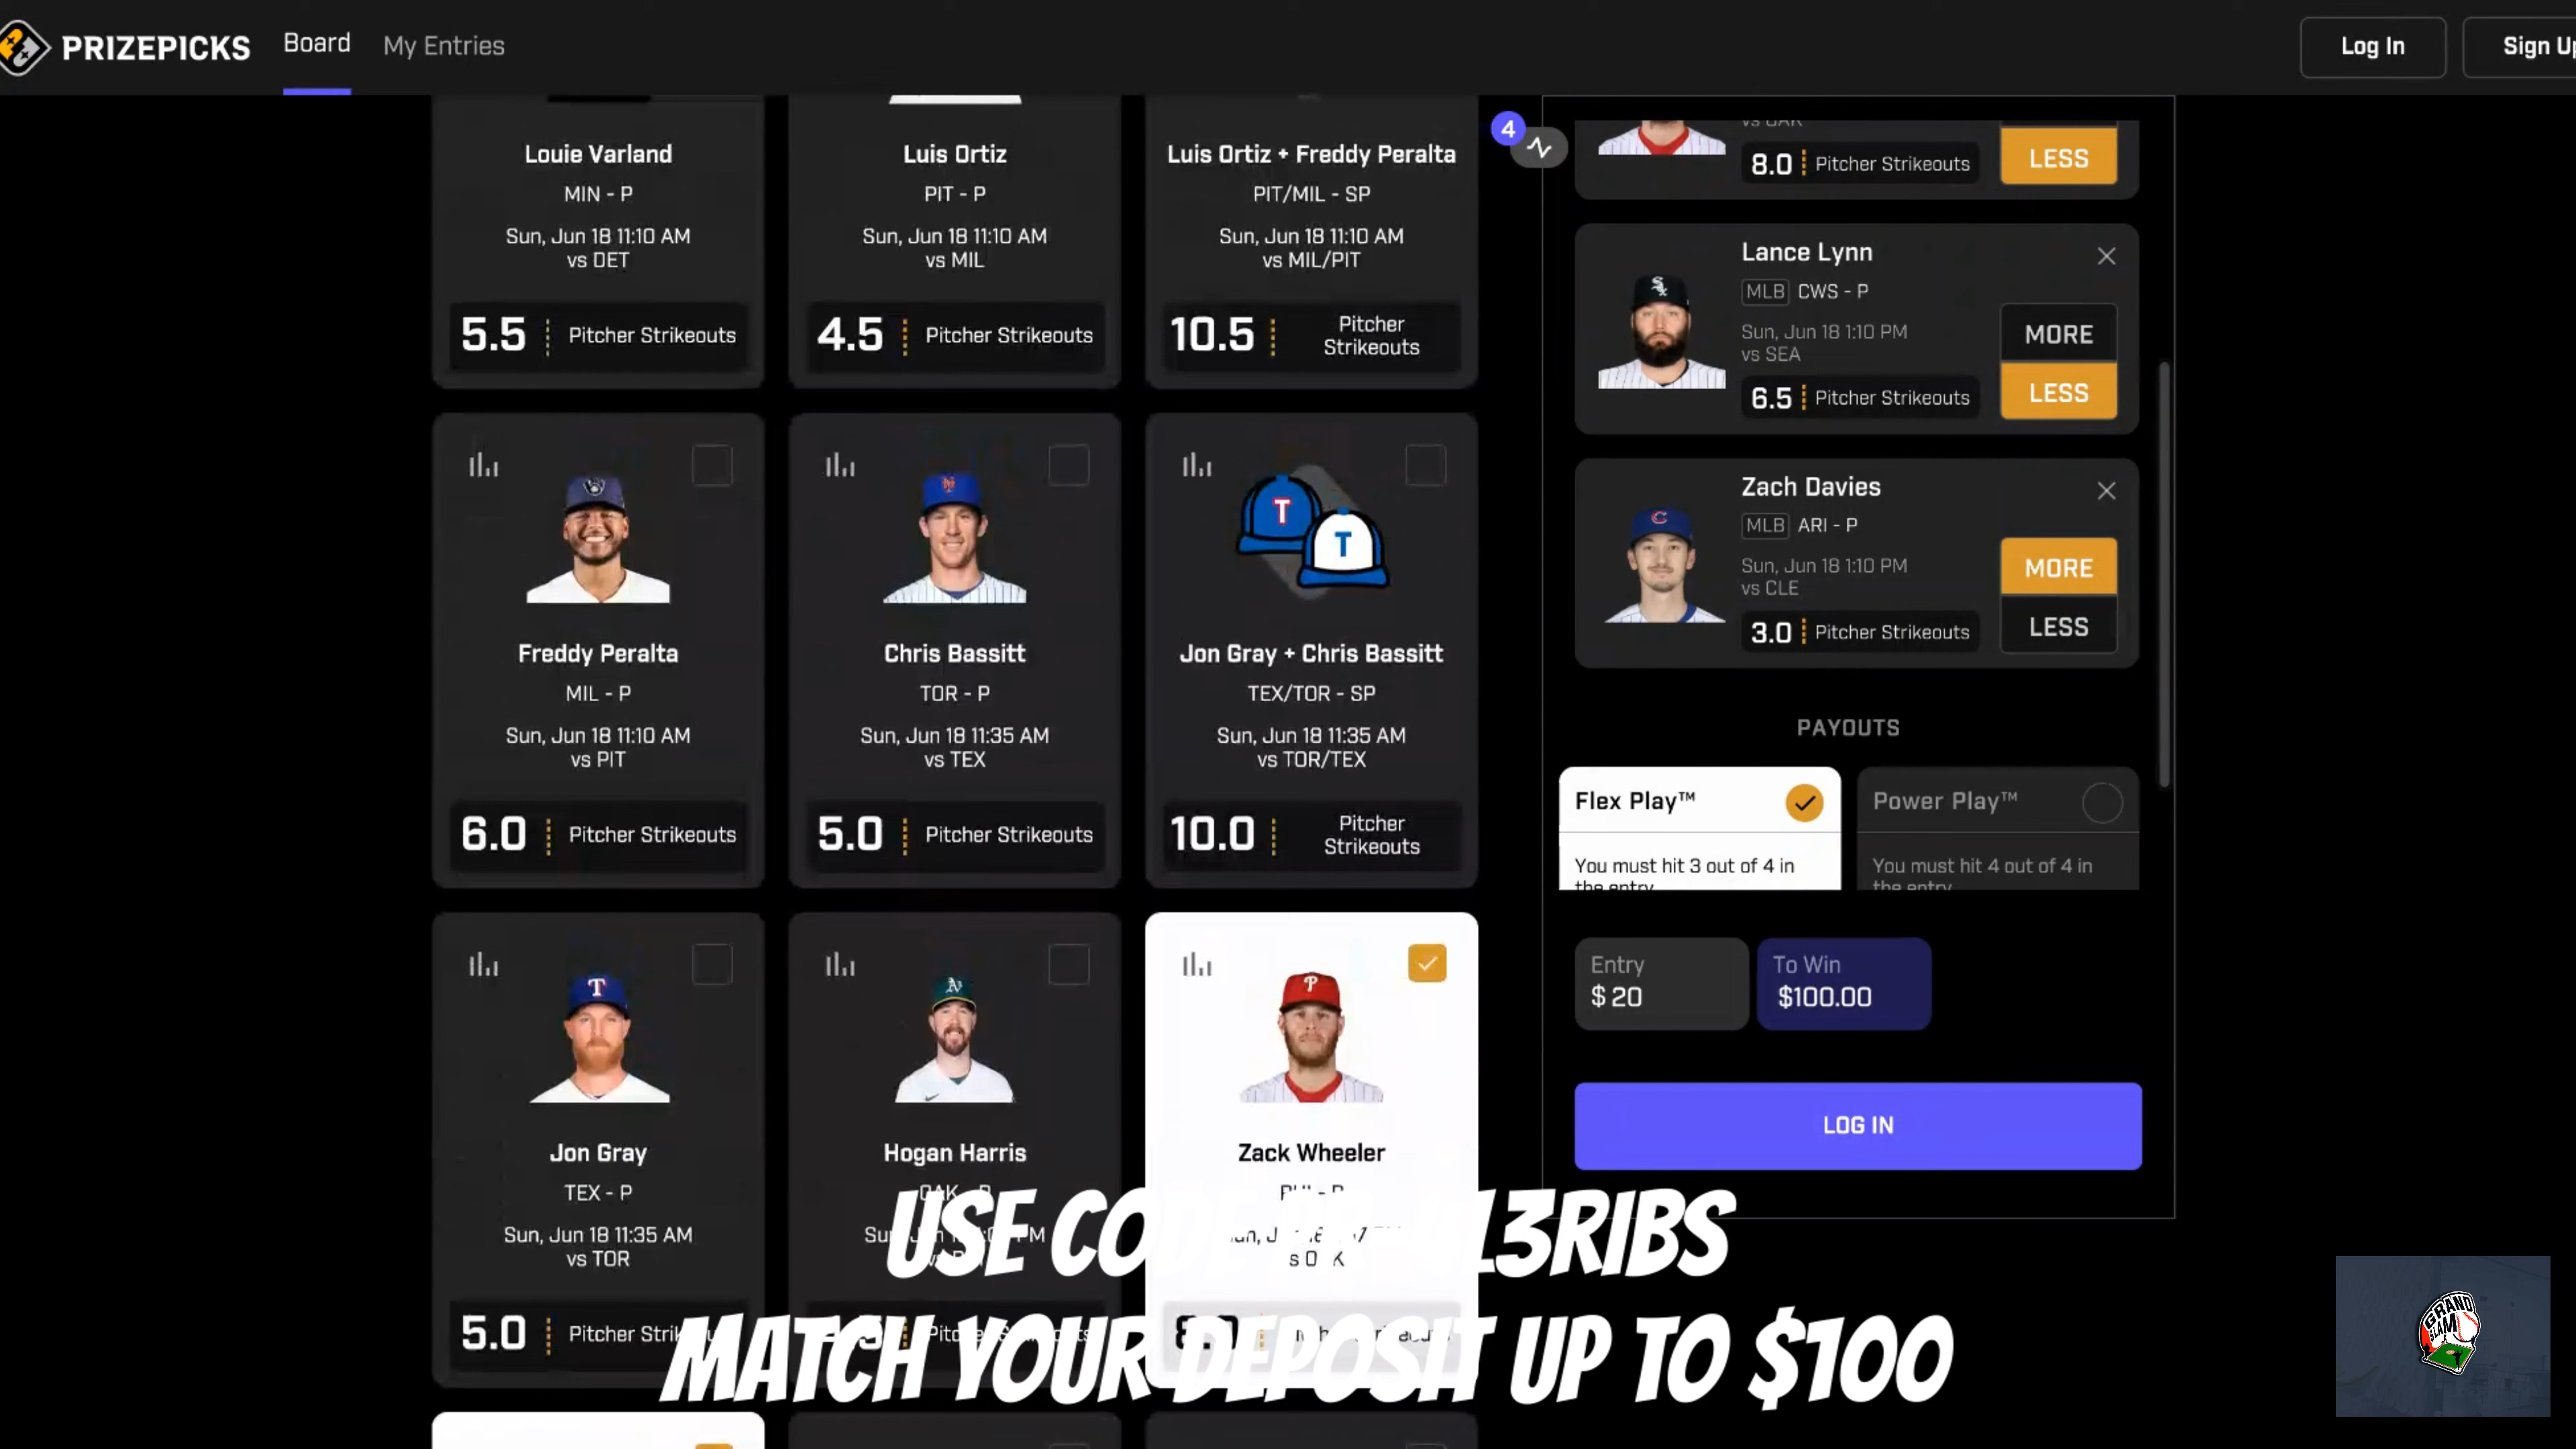 PRIZEPICKS Board My Entries Log In
Louie Varland
MIN - P
Sun, Jun 18 11:10 AM
vs DET
5.5 Pitcher Strikeouts
Luis Ortiz
PIT - P
Sun, Jun 18 11:10 AM
vs MIL
4.5 Pitcher Strikeouts
Luis Ortiz + Freddy Peralta
PIT/MIL - SP
Sun, Jun 18 11:10 AM
vs MIL/PIT
10.5 Pitcher
Strikeouts
Freddy Peralta
MIL - P
Sun, Jun 18 11:10 AM
vs PIT
6.0 Pitcher Strikeouts
Chris Bassitt
TOR - P
Sun, Jun 18 11:35 AM
vs TEX
5.0 Pitcher Strikeouts
T
T
Jon Gray + Chris Bassitt
TEX/TOR - SP
Sun, Jun 18 11:35 AM
vs TOR/TEX
10.0 Pitcher
Strikeouts
Jon Gray
TEX - P
Sun, Jun 18 11:35 AM
vs TOR
5.0 Pitcher
Hogan Harris
Zack Wheeler
4
8.0 Pitcher Strikeouts
LESS
Lance Lynn
MLB CWS - P
Sun, Jun 18 1:10 PM
vs SEA
6.5 Pitcher Strikeouts
MORE
LESS
Zach Davies
MLB ARI - P
Sun, Jun 18 1:10 PM
vs CLE
3.0 Pitcher Strikeouts
MORE
LESS
PAYOUTS
Flex Play™
You must hit 3 out of 4 in
the entry
Power Play™
You must hit 4 out of 4 in
the entry
Entry
$ 20
To Win
$100.00
LOG IN
USE CODE
MATCH YOUR DEPOSIT UP TO $100
GRAND
SLAM